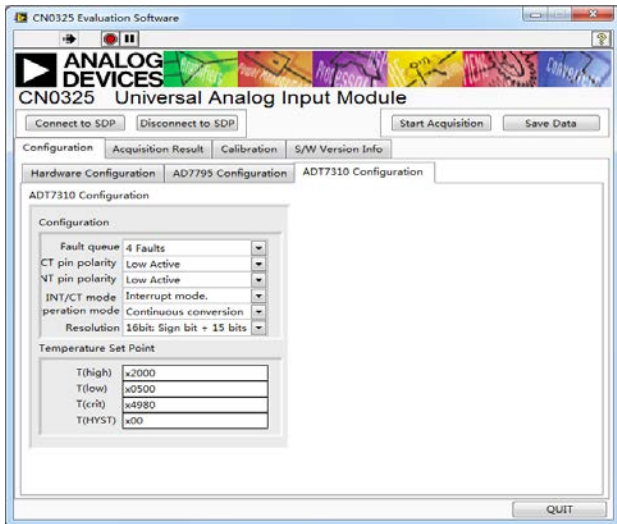 CN0325 Evaluation Software
ANALOG
DEVICES
CN0325 Universal Analog Input Module
Connect to SDP Disconnect to SDP Start Acquisition Save Data
Configuration Acquisition Result Calibration S/W Version Info
Hardware Configuration AD7795 Configuration ADT7310 Configuration
ADT7310 Configuration
Configuration
Fault queue 4 Faults
CT pin polarity Low Active
NT pin polarity Low Active
INT/CT mode Interrupt mode.
peration mode Continuous conversion
Resolution 16bit: Sign bit + 15 bits
Temperature Set Point
T(high) x2000
T(low) x0500
T(crit) x4980
T(HYST) x00
QUIT